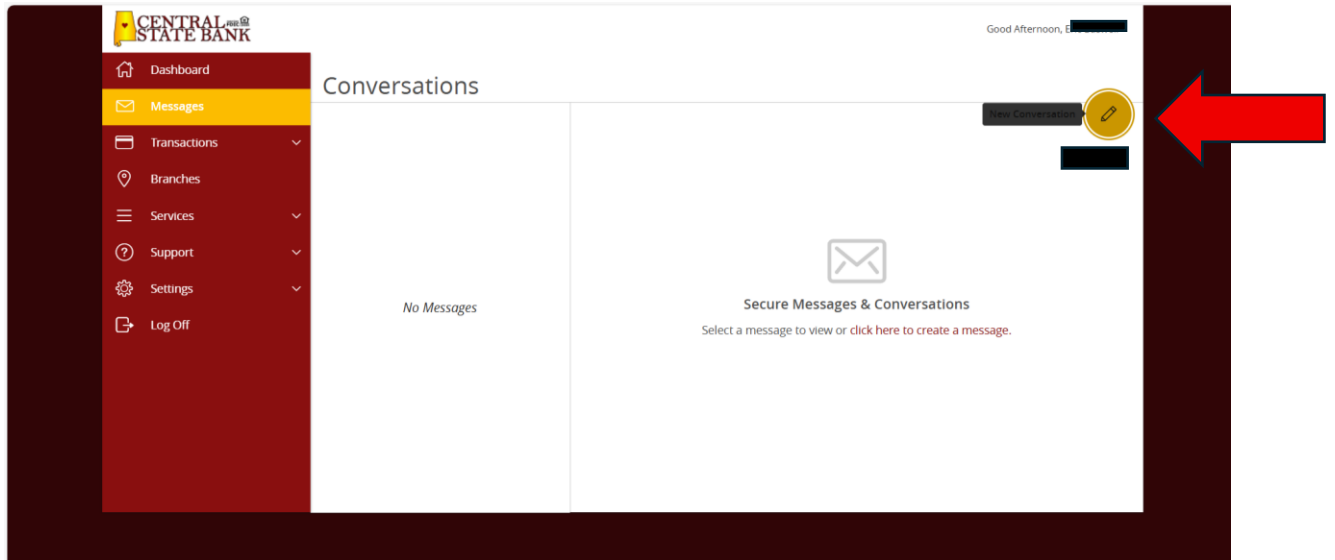 CENTRAL
STATE BANK
Good Afternoon, E
Dashboard
Messages
Transactions
Branches
Services
Support
Settings
Log Off
Conversations
New Conversation
No Messages
Secure Messages & Conversations
Select a message to view or click here to create a message.